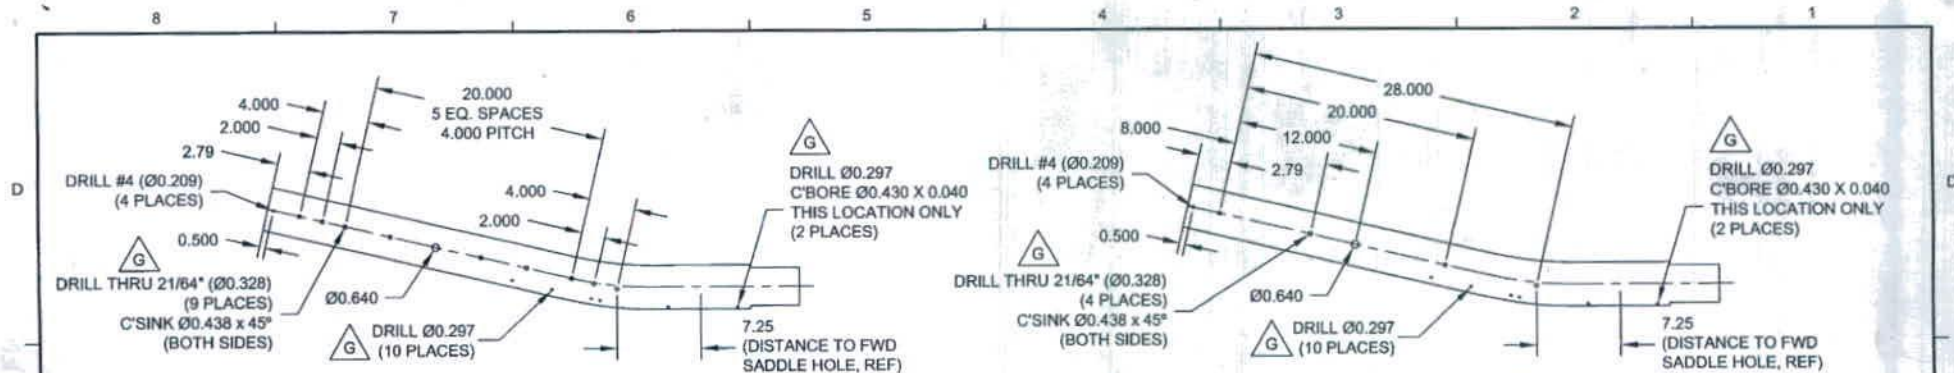 8 7 6 5 4 3 2 1
D
4.000
2.000
2.79
20.000
5 EQ. SPACES
4.000 PITCH
DRILL #4 (Ø0.209)
(4 PLACES)
0.500
G
DRILL THRU 21/64" (Ø0.328)
(9 PLACES)
C'SINK Ø0.438 x 45°
(BOTH SIDES)
Ø0.640
4.000
2.000
G
DRILL Ø0.297
(10 PLACES)
G
DRILL Ø0.297
C'BORE Ø0.430 X 0.040
THIS LOCATION ONLY
(2 PLACES)
7.25
(DISTANCE TO FWD
SADDLE HOLE, REF)
28.000
20.000
12.000
8.000
2.79
DRILL #4 (Ø0.209)
(4 PLACES)
0.500
G
DRILL THRU 21/64" (Ø0.328)
(4 PLACES)
C'SINK Ø0.438 x 45°
(BOTH SIDES)
Ø0.640
G
DRILL Ø0.297
(10 PLACES)
G
DRILL Ø0.297
C'BORE Ø0.430 X 0.040
THIS LOCATION ONLY
(2 PLACES)
7.25
(DISTANCE TO FWD
SADDLE HOLE, REF)